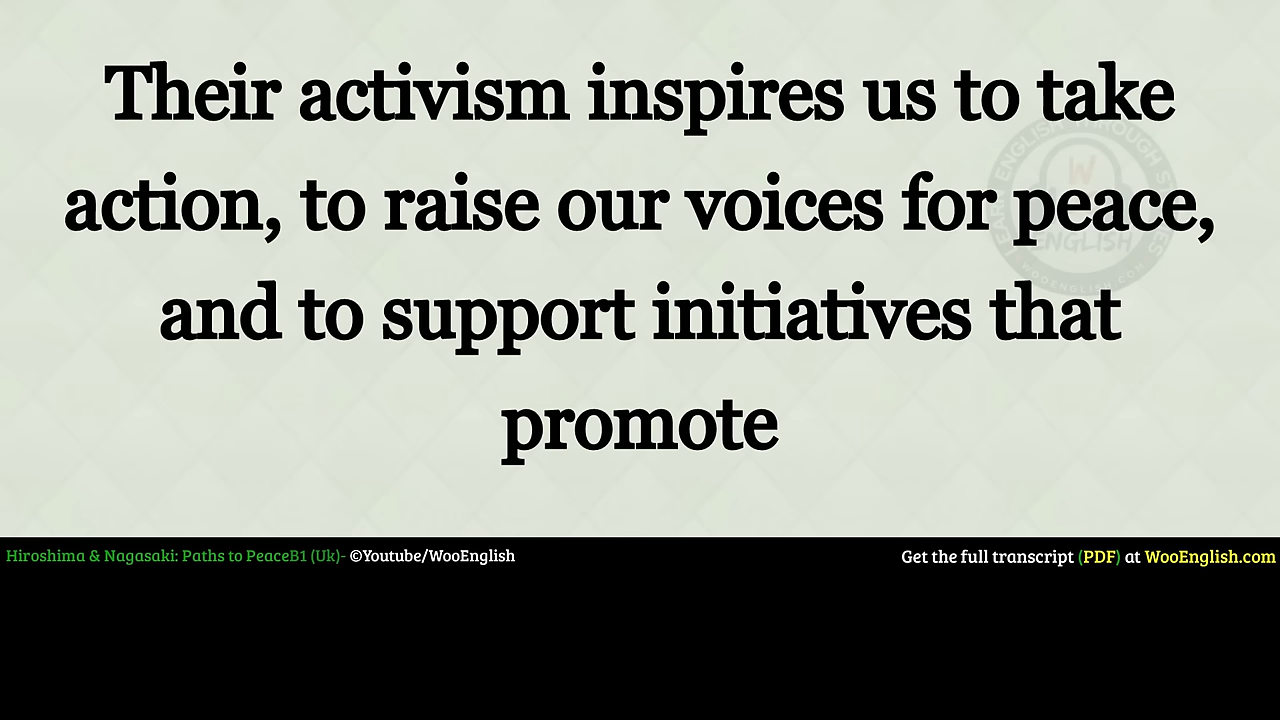 Their activism inspires us to take
action, to raise our voices for peace,
and to support initiatives that
promote
Hiroshima & Nagasaki: Paths to PeaceB1 (Uk)- ©Youtube/WooEnglish
Get the full transcript (PDF) at WooEnglish.com